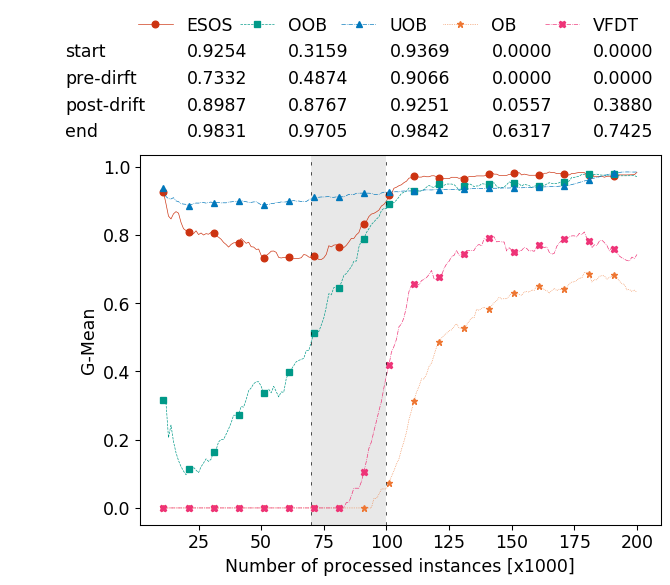 ESOS OOB UOB OB VFDT
start 0.9254 0.3159 0.9369 0.0000 0.0000
pre-dirft 0.7332 0.4874 0.9066 0.0000 0.0000
post-drift 0.8987 0.8767 0.9251 0.0557 0.3880
end 0.9831 0.9705 0.9842 0.6317 0.7425
1.0
0.8
0.6
0.4
0.2
0.0
G-Mean
25 50 75 100 125 150 175 200
Number of processed instances [x1000]